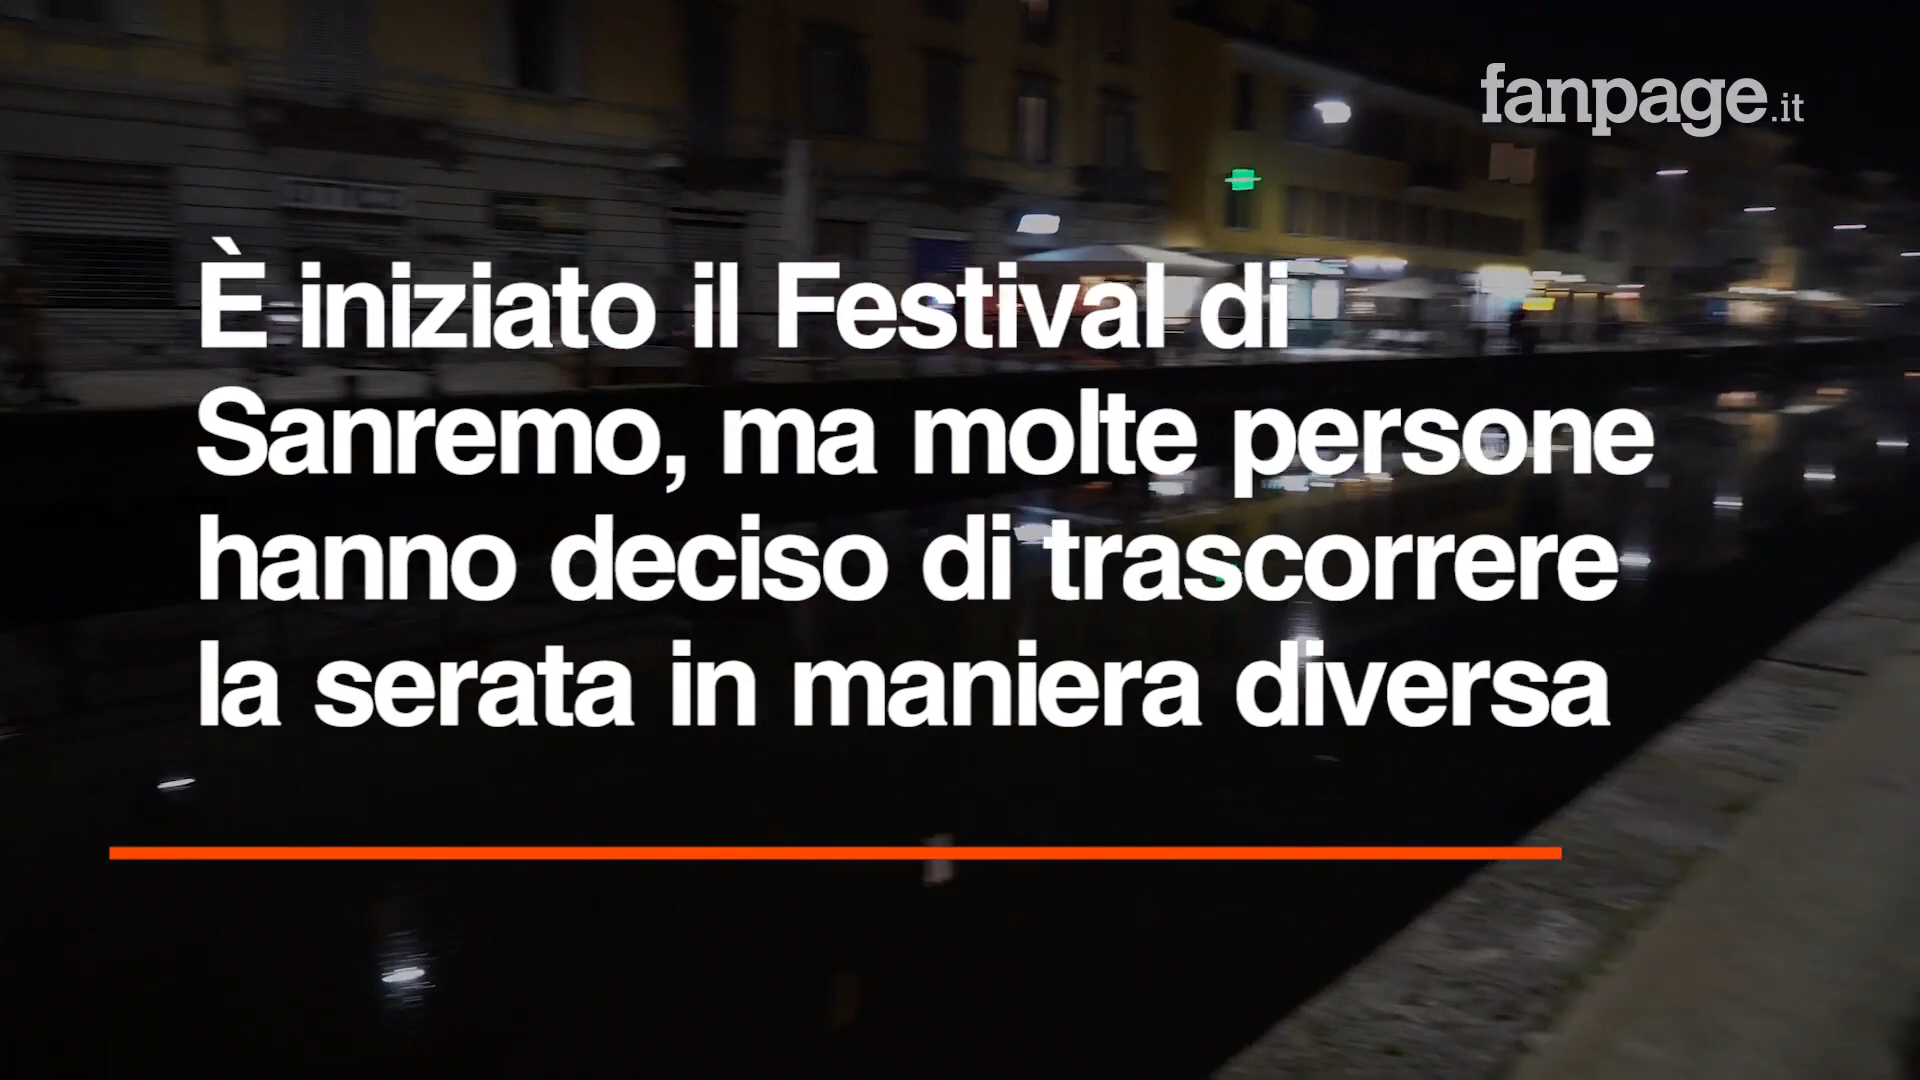 fanpage.it
OTTICO
È iniziato il Festival di
Sanremo, ma molte persone
hanno deciso di trascorrere
la serata in maniera diversa